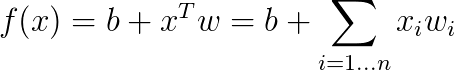 f(x) = b + x^T w = b + \sum_{i=1...n} x_i w_i